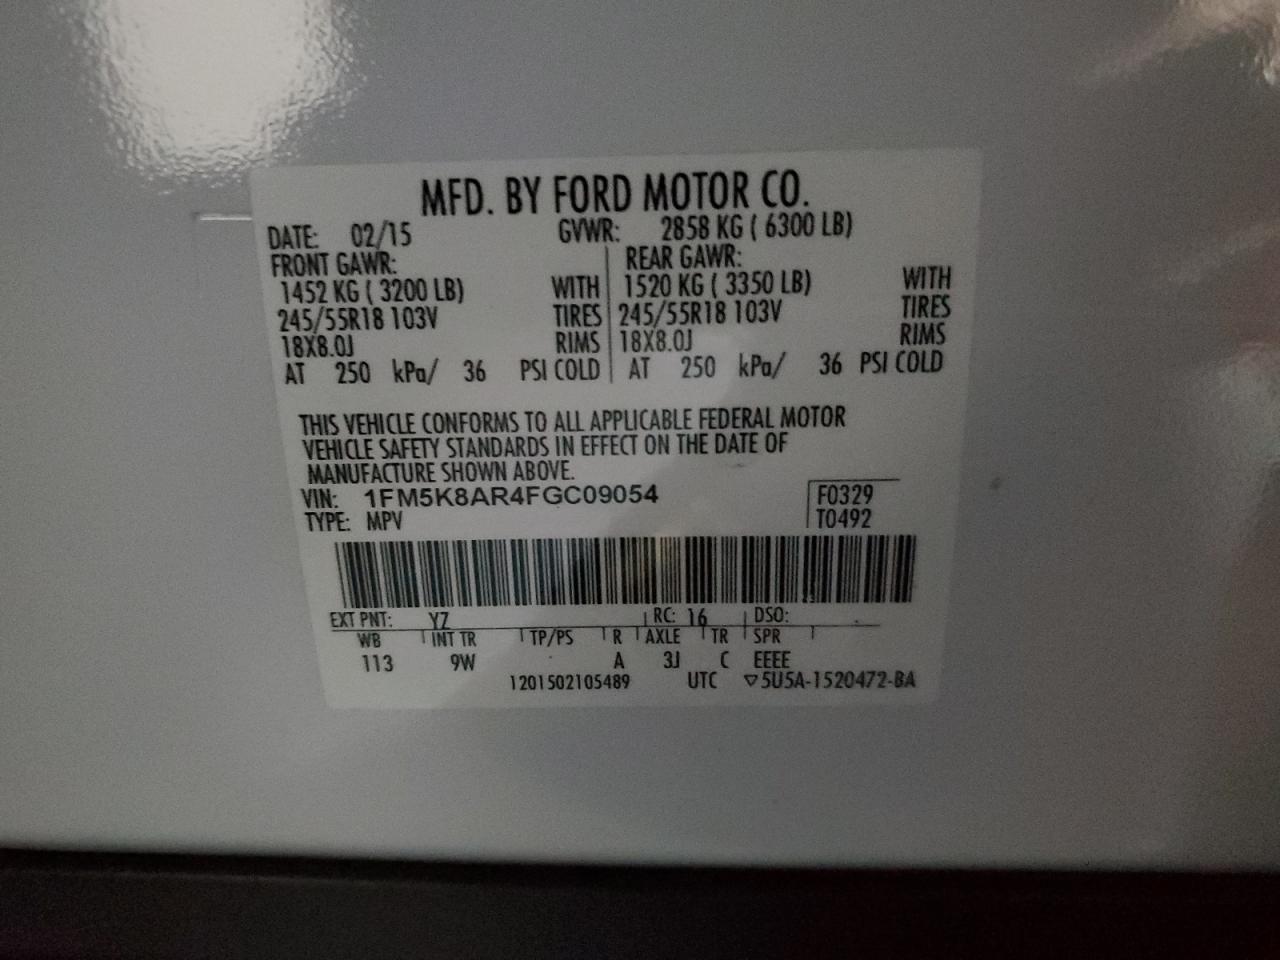 MFD. BY FORD MOTOR CO.
DATE: 02/15 GVWR: 2858 KG ( 6300 LB)
FRONT GAWR: REAR GAWR:
1452 KG ( 3200 LB) WITH 1520 KG ( 3350 LB) WITH
245/55R18 103V TIRES 245/55R18 103V TIRES
18X8.0J RIMS 18X8.0J RIMS
AT 250 kPa/ 36 PSI COLD AT 250 kPa/ 36 PSI COLD
THIS VEHICLE CONFORMS TO ALL APPLICABLE FEDERAL MOTOR
VEHICLE SAFETY STANDARDS IN EFFECT ON THE DATE OF
MANUFACTURE SHOWN ABOVE.
VIN: 1FM5K8AR4FGC09054 F0329
TYPE: MPV T0492
EXT PNT: YZ RC: 16 DSO:
WB INT TR TP/PS R AXLE TR SPR
113 9W A 3J C EEEE
1201502105489 UTC ▽5U5A-1520472-BA